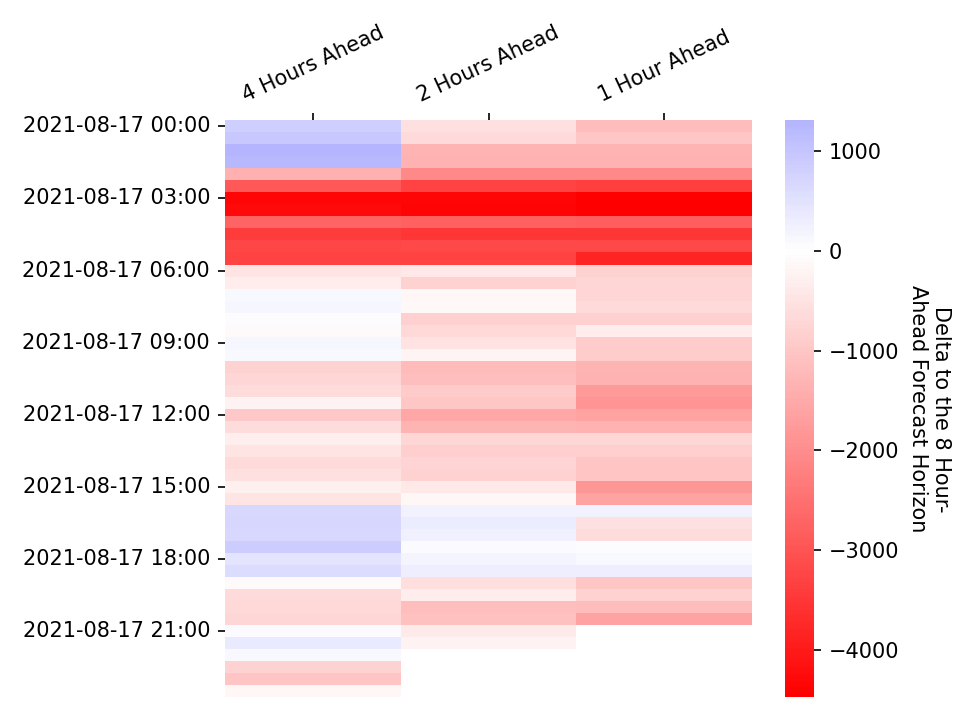 4 Hours Ahead
2 Hours Ahead
1 Hour Ahead
2021-08-17 00:00
2021-08-17 03:00
2021-08-17 06:00
2021-08-17 09:00
2021-08-17 12:00
2021-08-17 15:00
2021-08-17 18:00
2021-08-17 21:00
1000
0
−1000
−2000
−3000
−4000
Delta to the 8 Hour-
Ahead Forecast Horizon